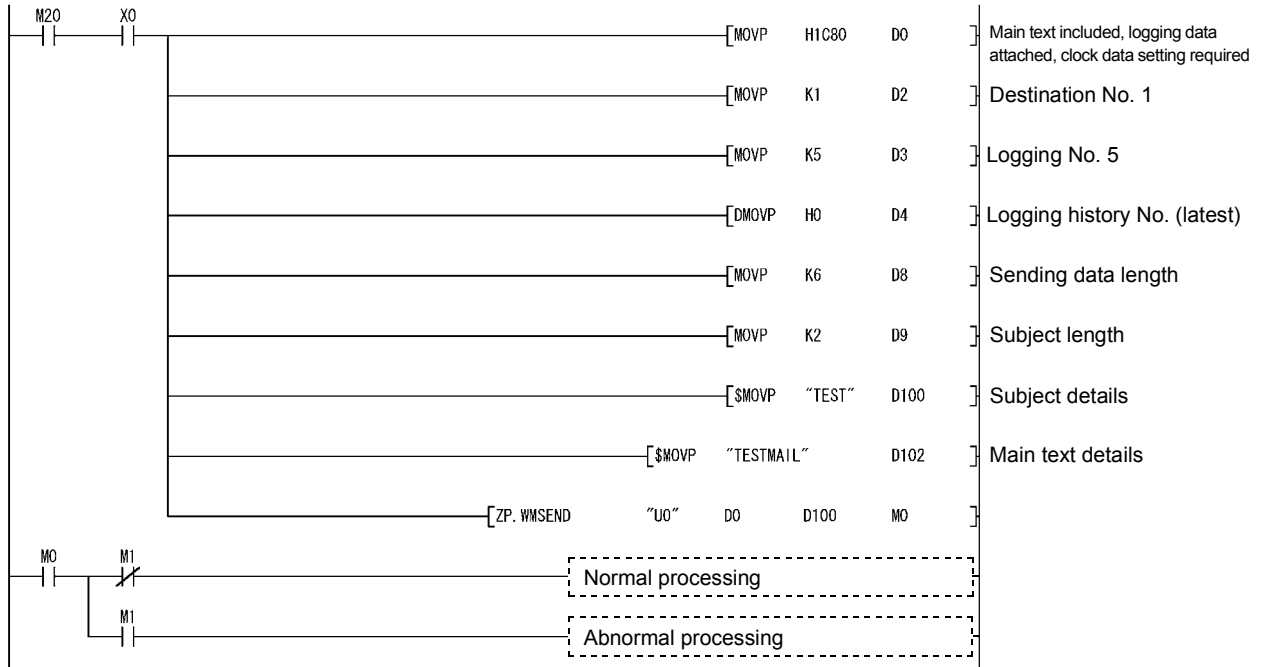 M20 X0
[MOVP H1C80 D0 ] Main text included, logging data
attached, clock data setting required
[MOVP K1 D2 ] Destination No. 1
[MOVP K5 D3 ] Logging No. 5
[DMOVP H0 D4 ] Logging history No. (latest)
[MOVP K6 D8 ] Sending data length
[MOVP K2 D9 ] Subject length
[$MOVP "TEST" D100 ] Subject details
[$MOVP "TESTMAIL" D102 ] Main text details
[ZP.WMSEND "U0" D0 D100 M0 ]
M0 M1
Normal processing
M1
Abnormal processing